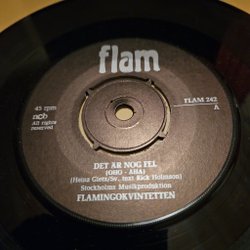 flam
45 rpm
FLAM 242
ncb
A
All rights
reserved
DET ÄR NOG FEL
(OHO - AHA)
(Heinz Gietz/Sv. text Rick Holmson)
Stockholms Musikproduktion
FLAMINGOKVINTETTEN